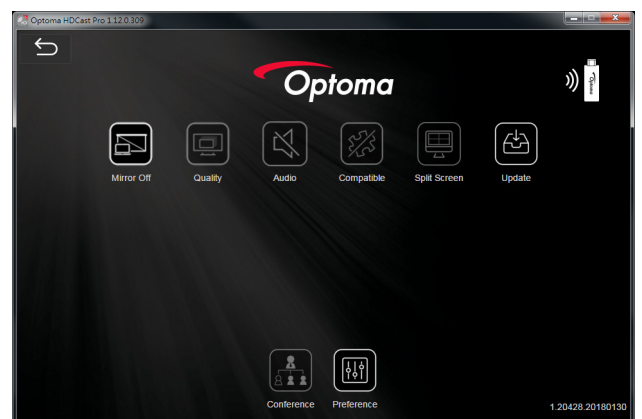 Optoma HDCast Pro 1.12.0.309
Optoma
Optoma
Mirror Off
Quality
Audio
Compatible
Split Screen
Update
Conference
Preference
1.20428.20180130